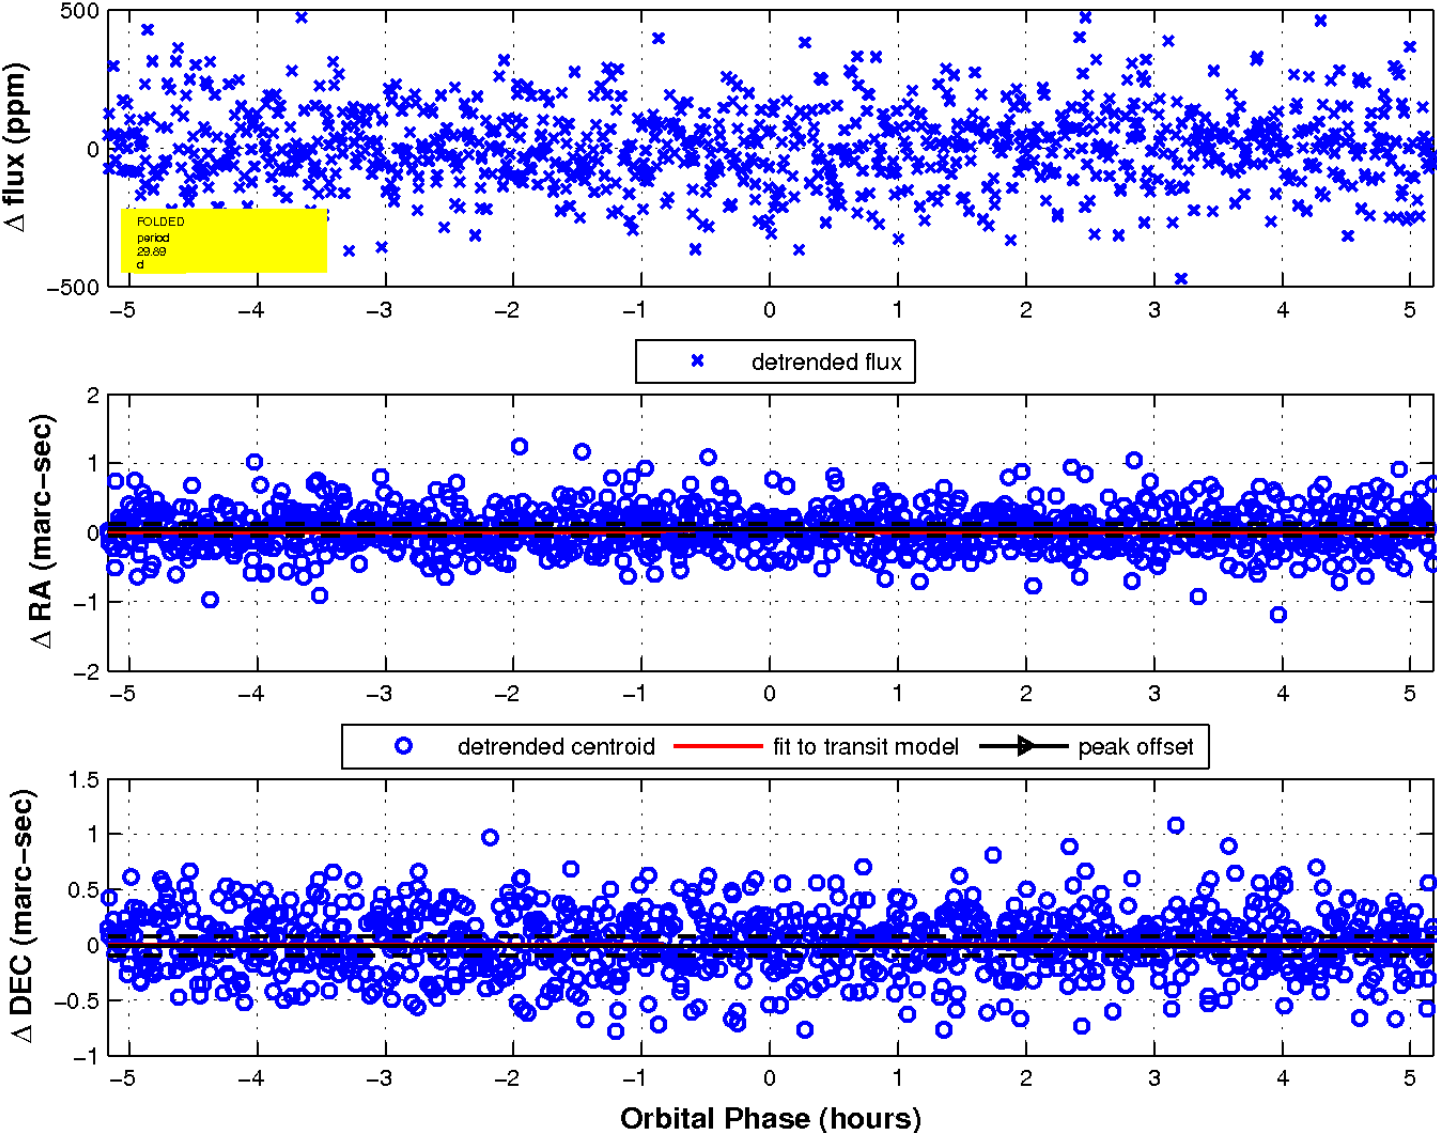 500
0
−500
Δ flux (ppm)
FOLDED
period
29.89
d
−5 −4 −3 −2 −1 0 1 2 3 4 5
detrended flux
2
1
0
−1
−2
Δ RA (marc−sec)
−5 −4 −3 −2 −1 0 1 2 3 4 5
detrended centroid fit to transit model peak offset
1.5
1
0.5
0
−0.5
−1
Δ DEC (marc−sec)
−5 −4 −3 −2 −1 0 1 2 3 4 5
Orbital Phase (hours)